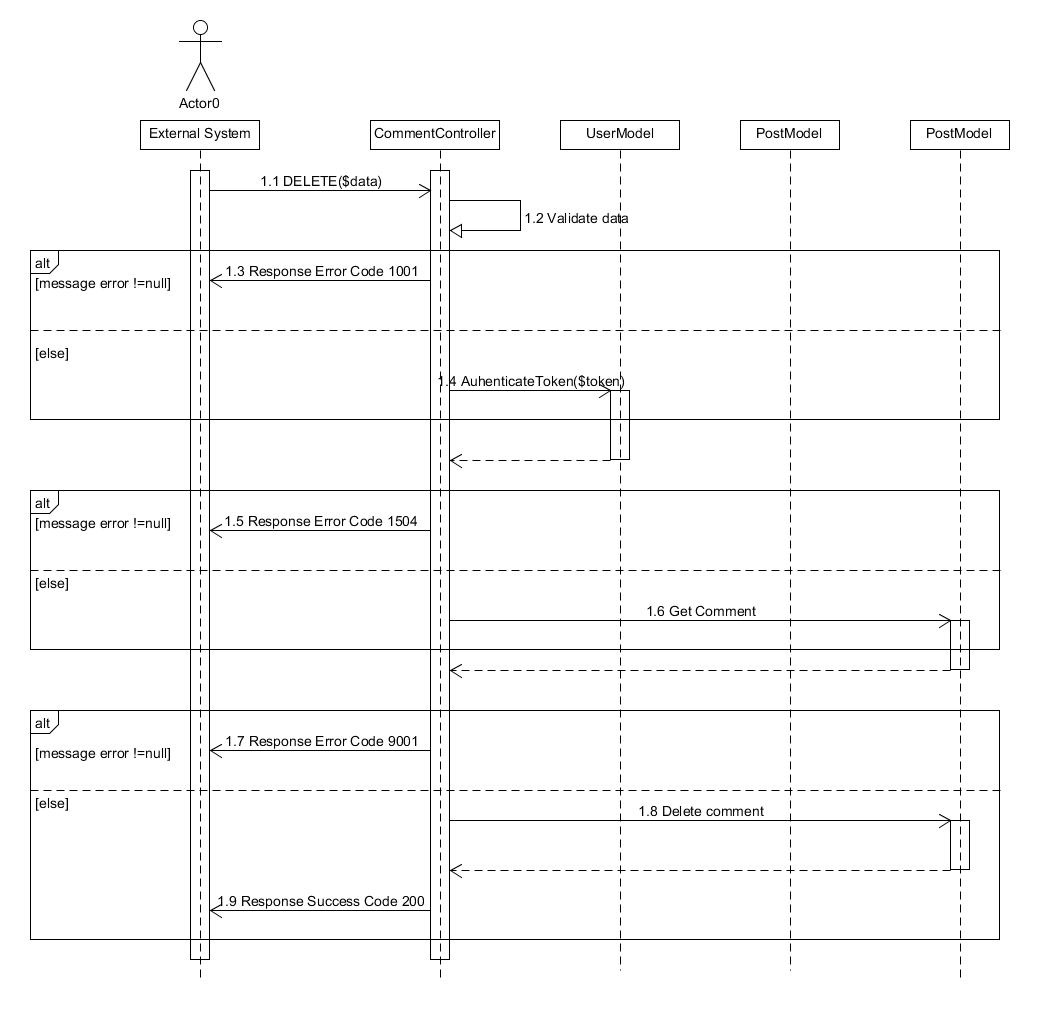 Actor0
External System
CommentController
UserModel
PostModel
PostModel
1.1 DELETE($data)
1.2 Validate data
alt
1.3 Response Error Code 1001
[message error !=null]
[else]
1.4 AuhenticateToken($token)
alt
1.5 Response Error Code 1504
[message error !=null]
[else]
1.6 Get Comment
alt
1.7 Response Error Code 9001
[message error !=null]
[else]
1.8 Delete comment
1.9 Response Success Code 200